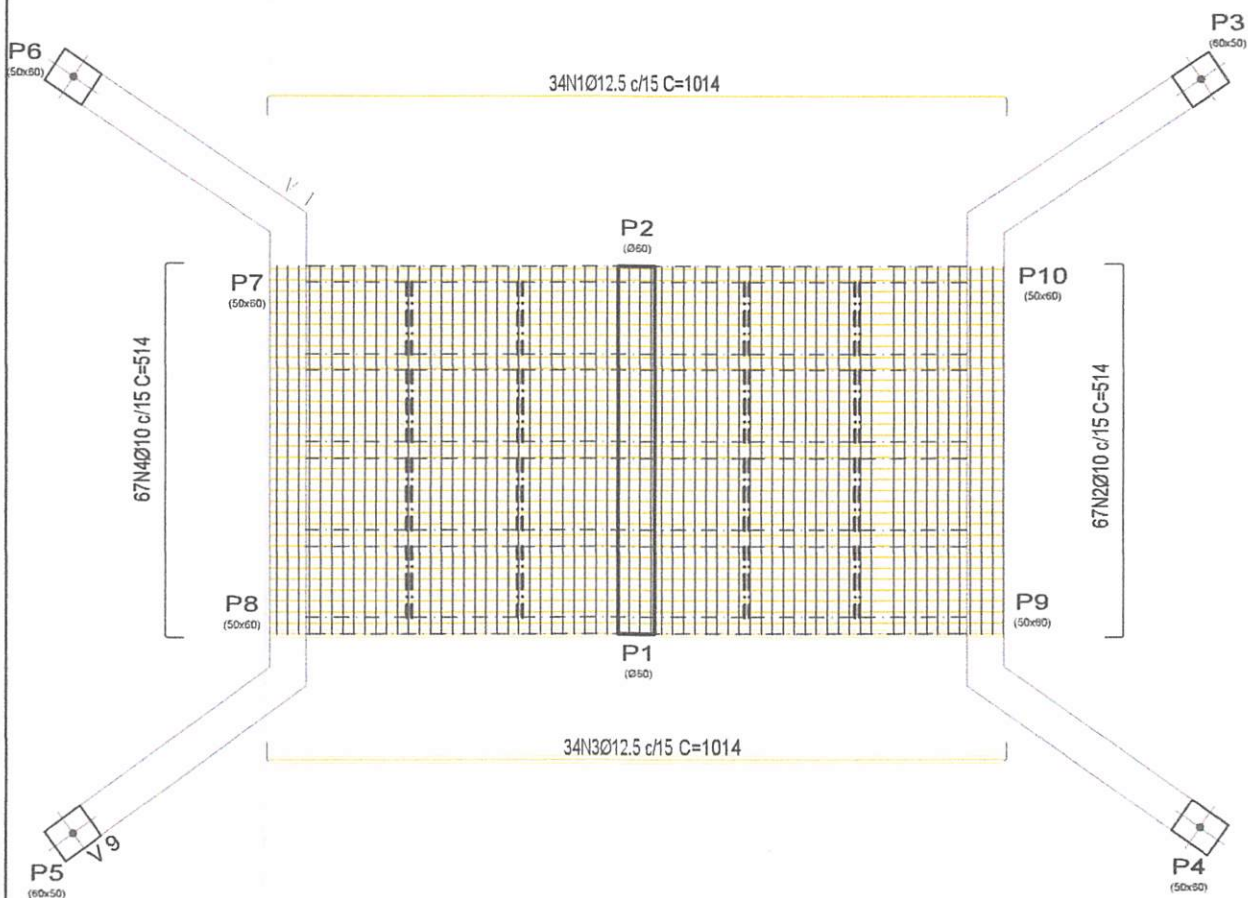 P3
(60x50)
P6
(50x60)
34N1Ø12.5 c/15 C=1014
P2
(Ø60)
P7
(50x60)
P10
(50x60)
67N4Ø10 c/15 C=514
67N2Ø10 c/15 C=514
P8
(50x60)
P9
(50x60)
P1
(Ø60)
34N3Ø12.5 c/15 C=1014
V9
P5
(60x50)
P4
(50x60)